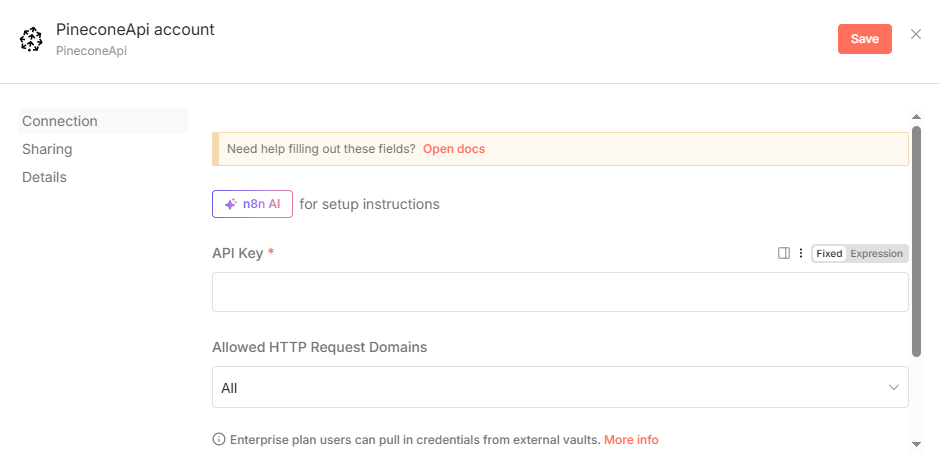 PineconeApi account
PineconeApi
Save
Connection
Sharing
Details
Need help filling out these fields? Open docs
n8n AI for setup instructions
API Key *
Fixed Expression
Allowed HTTP Request Domains
All
Enterprise plan users can pull in credentials from external vaults. More info